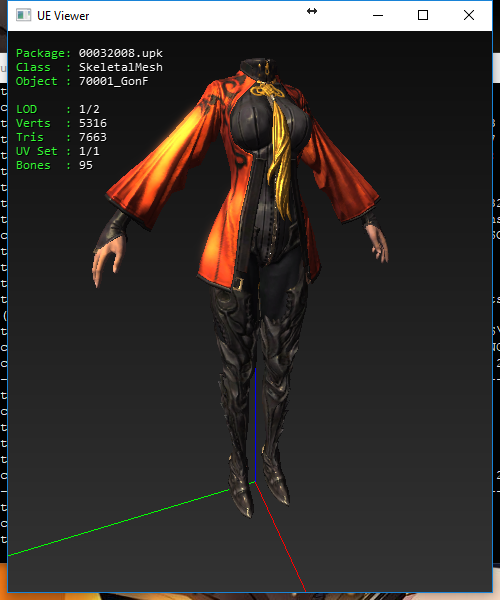 UE Viewer
Package: 00032008.upk
Class : SkeletalMesh
Object : 70001_GonF
LOD : 1/2
Verts : 5316
Tris : 7663
UV Set : 1/1
Bones : 95